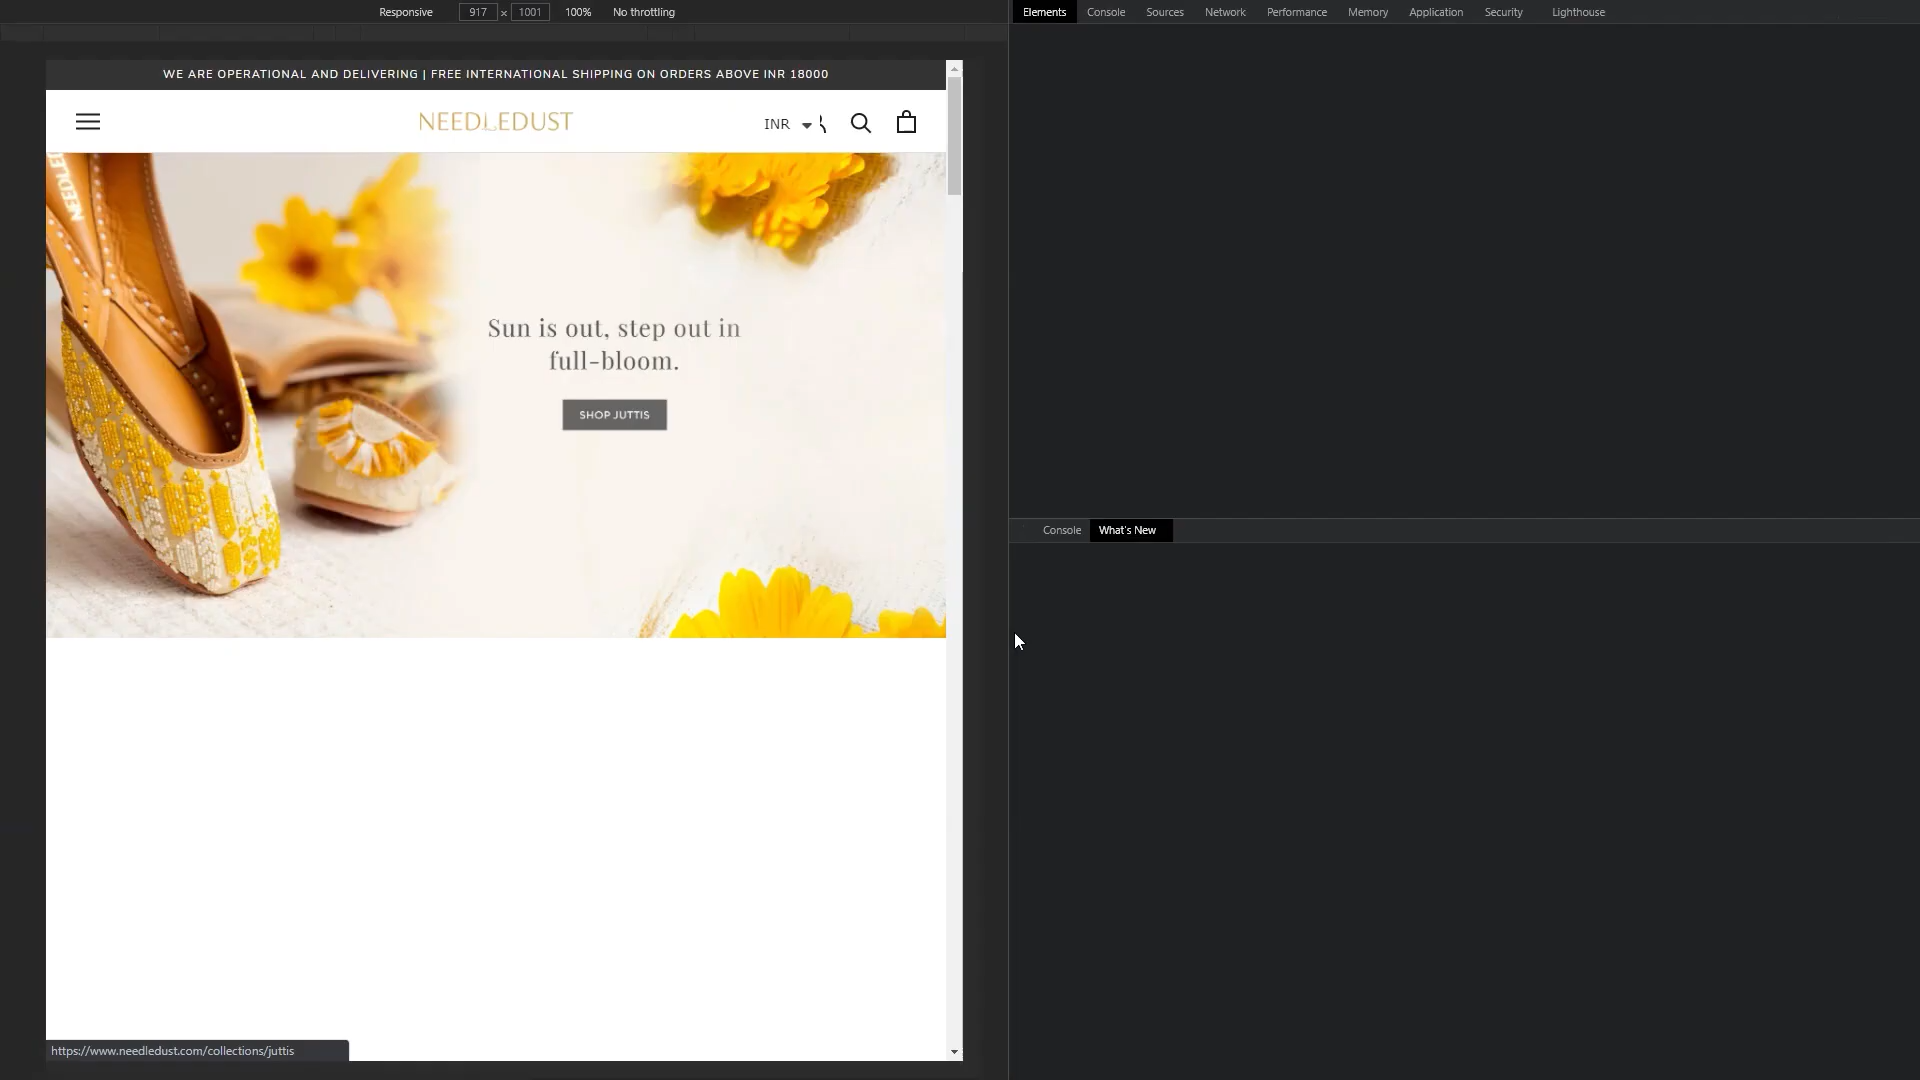 Responsive 917 × 1001 100% No throttling
Elements Console Sources Network Performance Memory Application Security Lighthouse
WE ARE OPERATIONAL AND DELIVERING | FREE INTERNATIONAL SHIPPING ON ORDERS ABOVE INR 18000
NEEDLEDUST
INR
Sun is out, step out in
full-bloom.
SHOP JUTTIS
Console What's New
https://www.needledust.com/collections/juttis